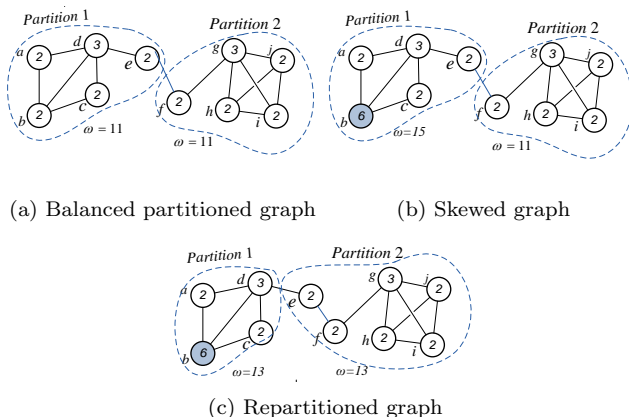 Partition 1
Partition 2
a 2
d 3
e 2
b 2
c 2
f 2
g 3
j 2
h 2
i 2
ω = 11
ω = 11
(a) Balanced partitioned graph
Partition 1
Partition 2
a 2
d 3
e 2
b 6
c 2
f 2
g 3
j 2
h 2
i 2
ω=15
ω = 11
(b) Skewed graph
Partition 1
Partition 2
a 2
d 3
e 2
b 6
c 2
f 2
g 3
j 2
h 2
i 2
ω=13
ω=13
(c) Repartitioned graph